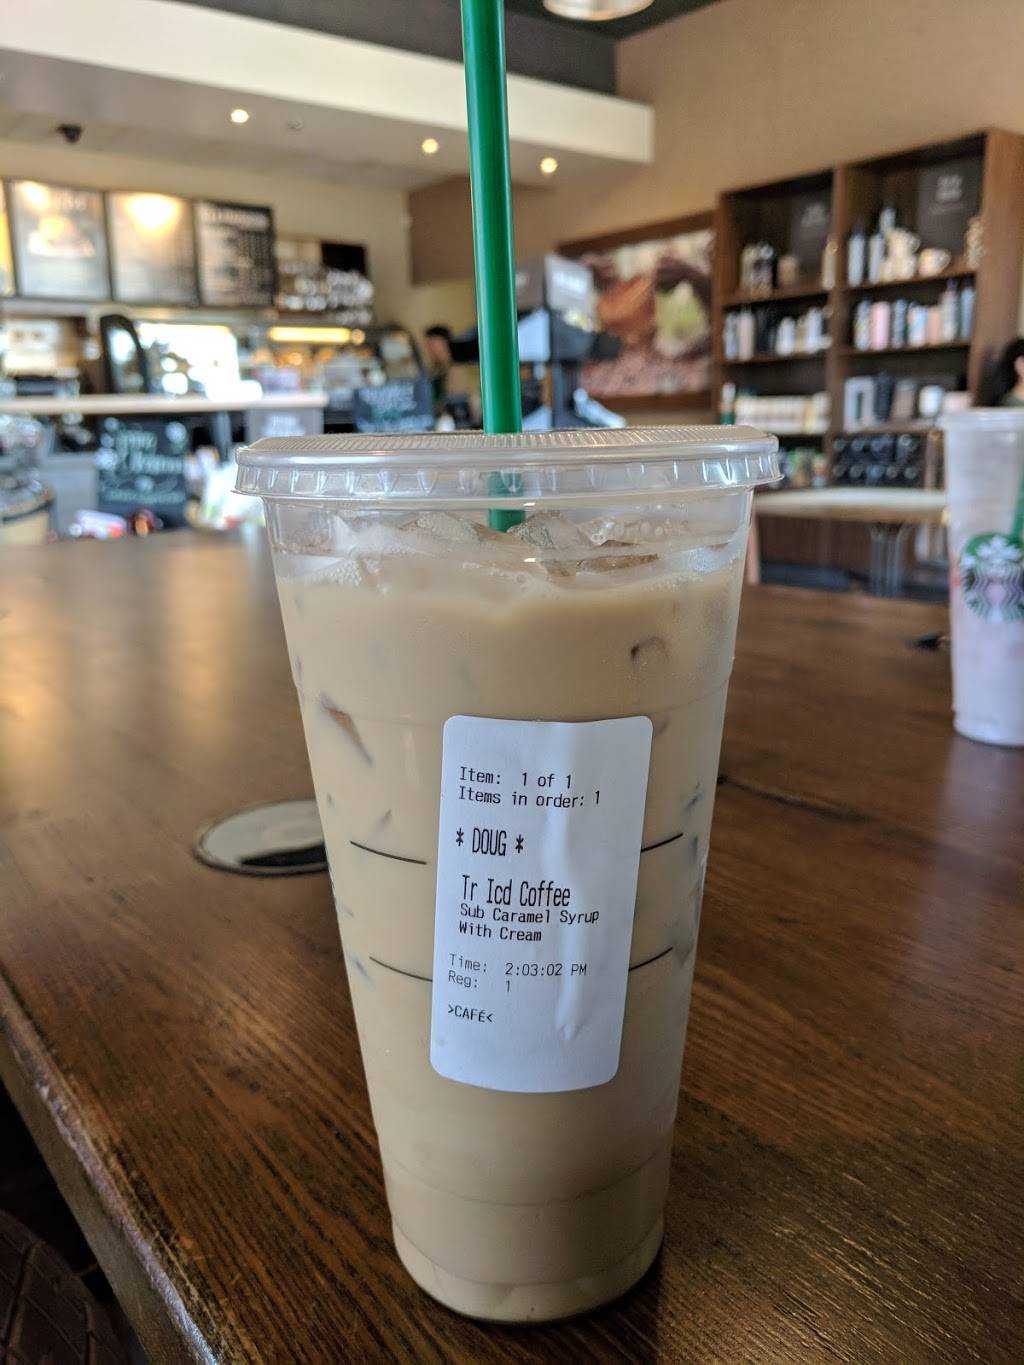 Item: 1 of 1
Items in order: 1
* DOUG *
Tr Icd Coffee
Sub Caramel Syrup
With Cream
Time: 2:03:02 PM
Reg: 1
>CAFÉ<